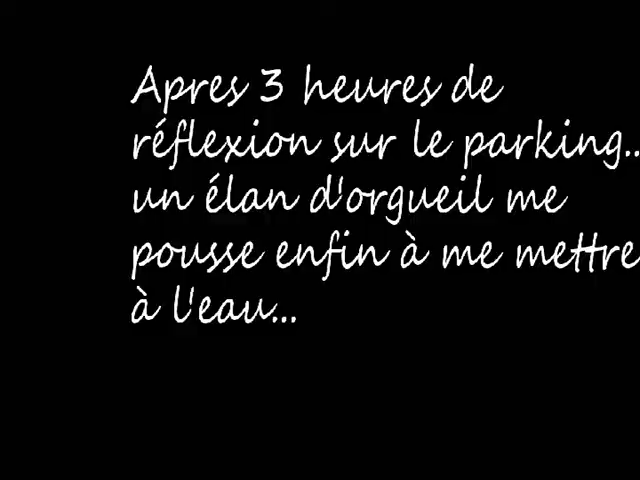 Apres 3 heures de
réflexion sur le parking..
un élan d'orgueil me
pousse enfin à me mettre
à l'eau...